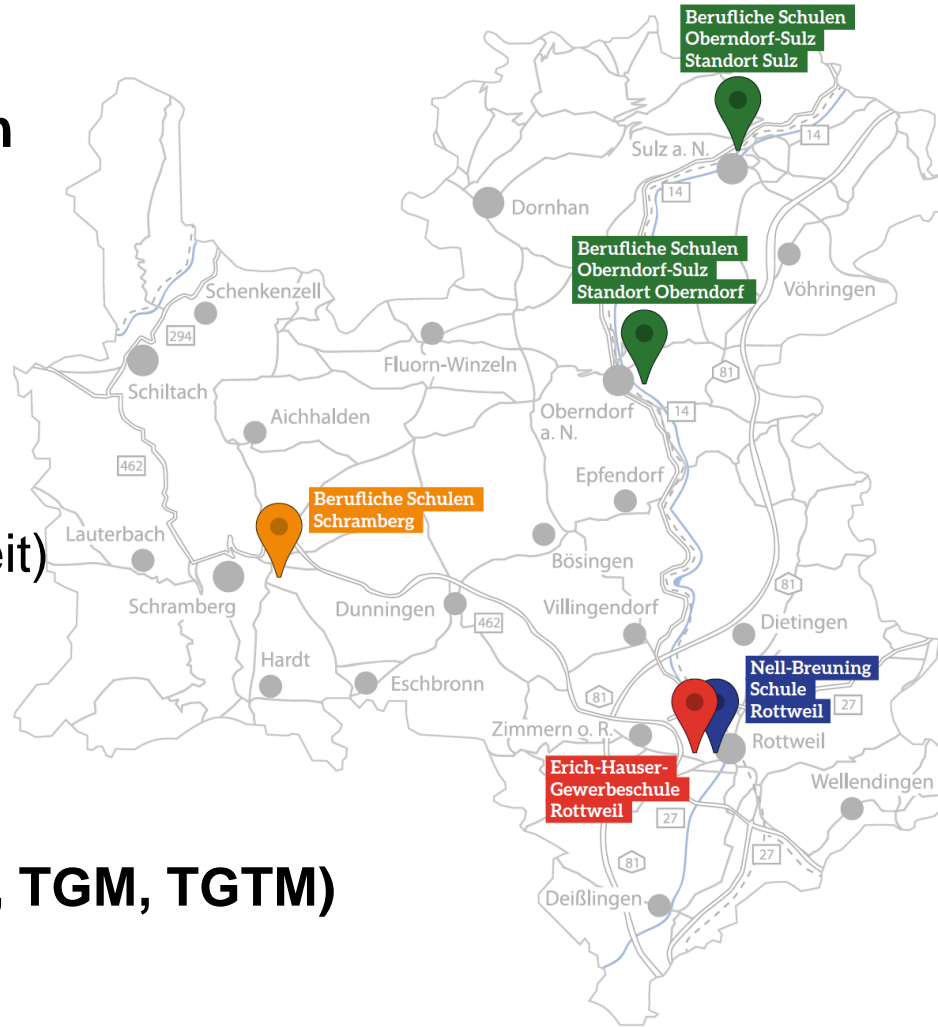 Berufliche Schulen
Oberndorf-Sulz
Standort Sulz
n
14
Sulz a. N.
14
Dornhan
Berufliche Schulen
Oberndorf-Sulz
Standort Oberndorf
Vöhringen
Schenkenzell
294
Fluorn-Winzeln
81
Schiltach
Aichhalden
Oberndorf
a. N.
14
462
Epfendorf
Berufliche Schulen
Schramberg
Lauterbach
eit)
Bösingen
81
Schramberg
Dunningen
462
Villingendorf
Dietingen
Hardt
Eschbronn
Nell-Breuning
Schule
Rottweil
81
27
Zimmern o. R.
Rottweil
Erich-Hauser-
Gewerbeschule
Rottweil
Wellendingen
27
27
81
, TGM, TGTM)
Deißlingen